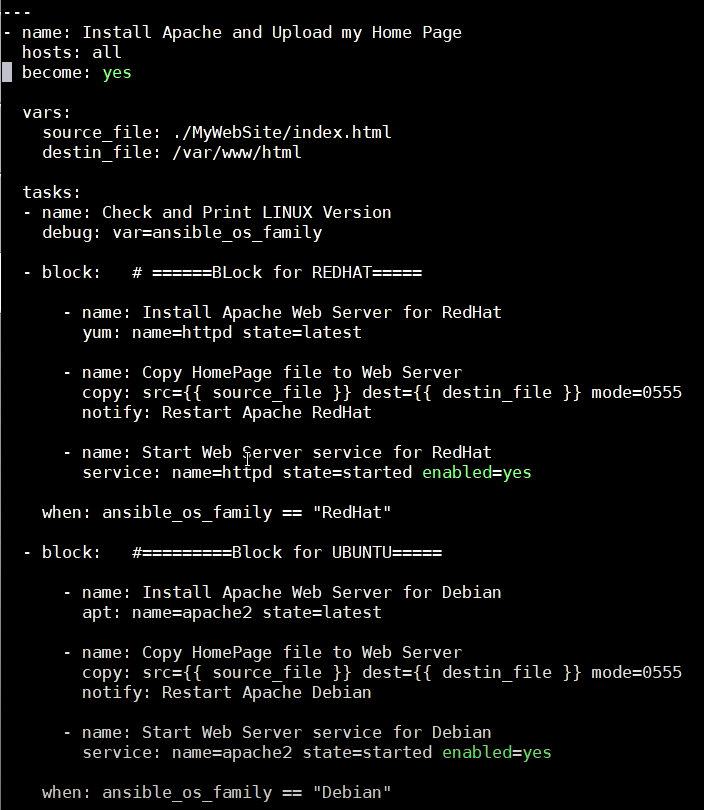 ---
- name: Install Apache and Upload my Home Page
  hosts: all
  become: yes

  vars:
    source_file: ./MyWebSite/index.html
    destin_file: /var/www/html

  tasks:
  - name: Check and Print LINUX Version
    debug: var=ansible_os_family

  - block:   # ======BLock for REDHAT=====

      - name: Install Apache Web Server for RedHat
        yum: name=httpd state=latest

      - name: Copy HomePage file to Web Server
        copy: src={{ source_file }} dest={{ destin_file }} mode=0555
        notify: Restart Apache RedHat

      - name: Start Web Server service for RedHat
        service: name=httpd state=started enabled=yes

    when: ansible_os_family == "RedHat"

  - block:   #=========Block for UBUNTU=====

      - name: Install Apache Web Server for Debian
        apt: name=apache2 state=latest

      - name: Copy HomePage file to Web Server
        copy: src={{ source_file }} dest={{ destin_file }} mode=0555
        notify: Restart Apache Debian

      - name: Start Web Server service for Debian
        service: name=apache2 state=started enabled=yes

    when: ansible_os_family == "Debian"